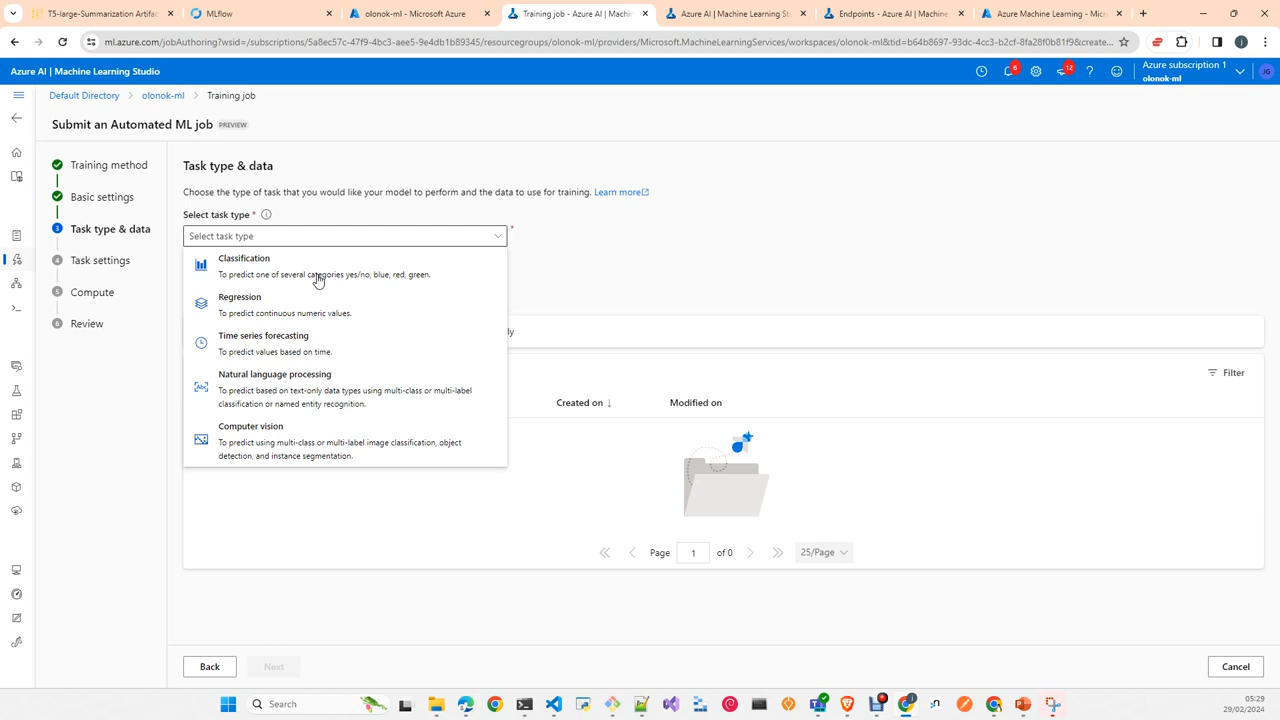 T5-large-Summarization Artifac
MLflow
olonok-ml - Microsoft Azure
Training job - Azure AI | Machin
Azure AI | Machine Learning St
Endpoints - Azure AI | Machine
Azure Machine Learning - Micr
ml.azure.com/jobAuthoring?wsid=/subscriptions/5a8ec57c-47f9-4bc3-aee5-9e4db1b89345/resourcegroups/olonok-ml/providers/Microsoft.MachineLearningServices/workspaces/olonok-ml&tid=b64b8697-93dc-4cc3-b2cf-8fa28f0b81f9&create...
Azure AI | Machine Learning Studio
6
12
Azure subscription 1
olonok-ml
JG
Default Directory
olonok-ml
Training job
Submit an Automated ML job
PREVIEW
Training method
Basic settings
3
Task type & data
4
Task settings
5
Compute
6
Review
Task type & data
Choose the type of task that you would like your model to perform and the data to use for training. Learn more
Select task type *
Select task type
*
Classification
To predict one of several categories yes/no, blue, red, green.
Regression
To predict continuous numeric values.
Time series forecasting
To predict values based on time.
Natural language processing
To predict based on text-only data types using multi-class or multi-label
classification or named entity recognition.
Computer vision
To predict using multi-class or multi-label image classification, object
detection, and instance segmentation.
Filter
Created on
Modified on
Page
1
of 0
25/Page
Back
Next
Cancel
Search
05:29
29/02/2024